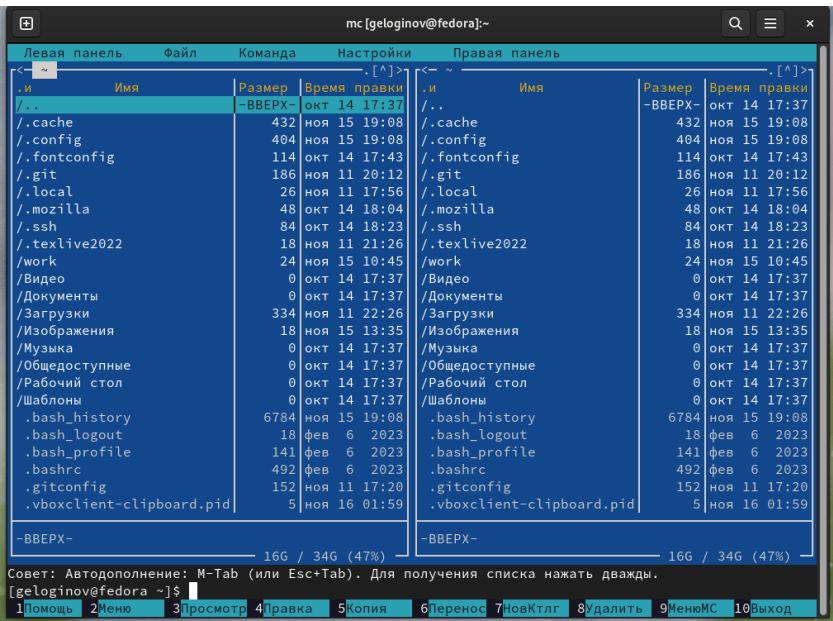 mc [geloginov@fedora]:~
Левая панель Файл Команда Настройки Правая панель
<— ~ .[^]> <— ~ .[^]>
.и Имя Размер Время правки .и Имя Размер Время правки
/.. -ВВЕРХ- окт 14 17:37 /.. -ВВЕРХ- окт 14 17:37
/.cache 432 ноя 15 19:08 /.cache 432 ноя 15 19:08
/.config 404 ноя 15 19:08 /.config 404 ноя 15 19:08
/.fontconfig 114 окт 14 17:43 /.fontconfig 114 окт 14 17:43
/.git 186 ноя 11 20:12 /.git 186 ноя 11 20:12
/.local 26 ноя 11 17:56 /.local 26 ноя 11 17:56
/.mozilla 48 окт 14 18:04 /.mozilla 48 окт 14 18:04
/.ssh 84 окт 14 18:23 /.ssh 84 окт 14 18:23
/.texlive2022 18 ноя 11 21:26 /.texlive2022 18 ноя 11 21:26
/work 24 ноя 15 10:45 /work 24 ноя 15 10:45
/Видео 0 окт 14 17:37 /Видео 0 окт 14 17:37
/Документы 0 окт 14 17:37 /Документы 0 окт 14 17:37
/Загрузки 334 ноя 11 22:26 /Загрузки 334 ноя 11 22:26
/Изображения 18 ноя 15 13:35 /Изображения 18 ноя 15 13:35
/Музыка 0 окт 14 17:37 /Музыка 0 окт 14 17:37
/Общедоступные 0 окт 14 17:37 /Общедоступные 0 окт 14 17:37
/Рабочий стол 0 окт 14 17:37 /Рабочий стол 0 окт 14 17:37
/Шаблоны 0 окт 14 17:37 /Шаблоны 0 окт 14 17:37
.bash_history 6784 ноя 15 19:08 .bash_history 6784 ноя 15 19:08
.bash_logout 18 фев 6 2023 .bash_logout 18 фев 6 2023
.bash_profile 141 фев 6 2023 .bash_profile 141 фев 6 2023
.bashrc 492 фев 6 2023 .bashrc 492 фев 6 2023
.gitconfig 152 ноя 11 17:20 .gitconfig 152 ноя 11 17:20
.vboxclient-clipboard.pid 5 ноя 16 01:59 .vboxclient-clipboard.pid 5 ноя 16 01:59
-ВВЕРХ- -ВВЕРХ-
16G / 34G (47%) 16G / 34G (47%)
Совет: Автодополнение: M-Tab (или Esc+Tab). Для получения списка нажать дважды.
[geloginov@fedora ~]$
1Помощь 2Меню 3Просмотр 4Правка 5Копия 6Перенос 7НовКтлг 8Удалить 9МенюМС 10Выход